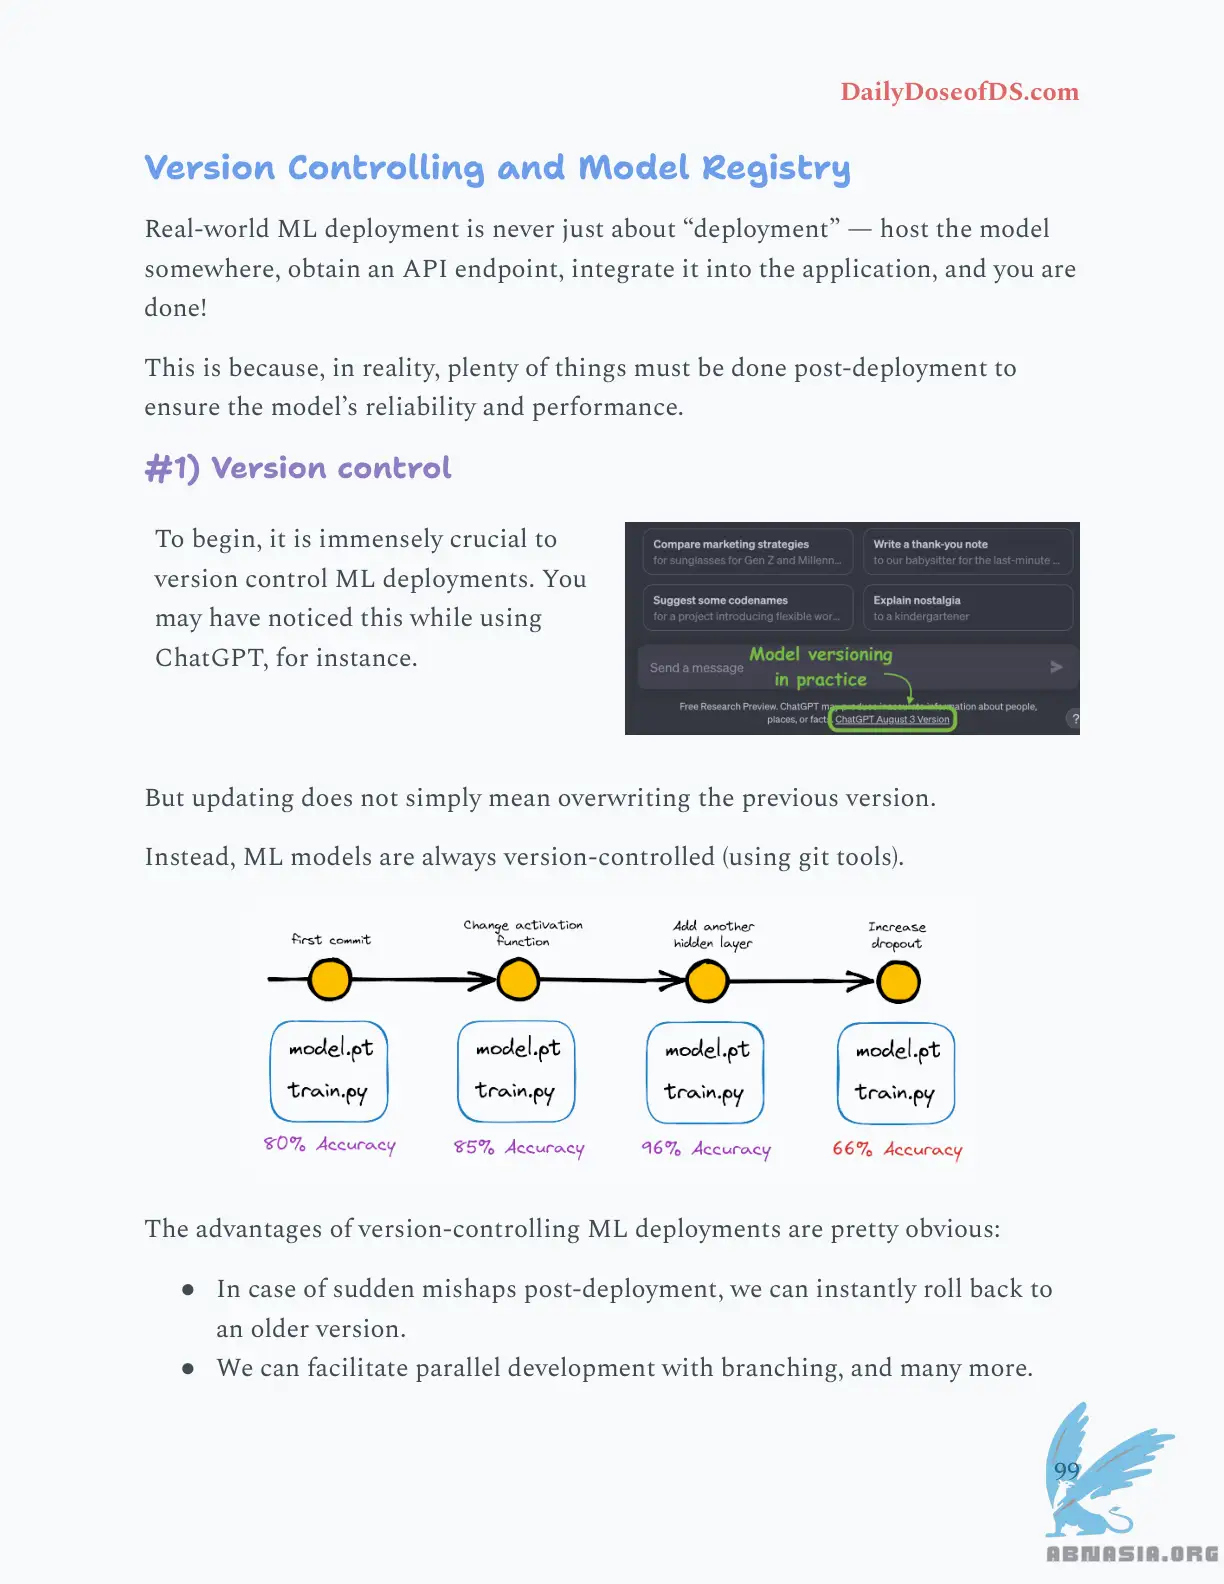 DailyDoseofDS.com
Version Controlling and Model Registry
Real-world ML deployment is never just about “deployment” — host the model
somewhere, obtain an API endpoint, integrate it into the application, and you are
done!
This is because, in reality, plenty of things must be done post-deployment to
ensure the model’s reliability and performance.
#1) Version control
To begin, it is immensely crucial to
version control ML deployments. You
may have noticed this while using
ChatGPT, for instance.
Compare marketing strategies
for sunglasses for Gen Z and Millenn...
Write a thank-you note
to our babysitter for the last-minute ...
Suggest some codenames
for a project introducing flexible wor...
Explain nostalgia
to a kindergartener
Send a message
Model versioning
in practice
Free Research Preview. ChatGPT may produce inaccurate information about people,
places, or facts. ChatGPT August 3 Version
?
But updating does not simply mean overwriting the previous version.
Instead, ML models are always version-controlled (using git tools).
first commit
Change activation
function
Add another
hidden layer
Increase
dropout
model.pt
train.py
80% Accuracy
model.pt
train.py
85% Accuracy
model.pt
train.py
96% Accuracy
model.pt
train.py
66% Accuracy
The advantages of version-controlling ML deployments are pretty obvious:
● In case of sudden mishaps post-deployment, we can instantly roll back to
an older version.
● We can facilitate parallel development with branching, and many more.
99
ABNASIA.ORG